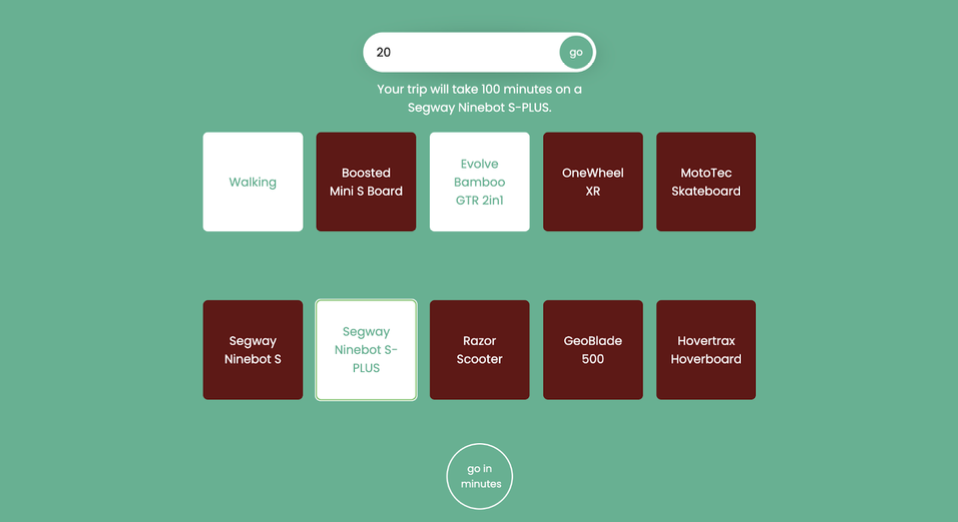 20
go
Your trip will take 100 minutes on a
Segway Ninebot S-PLUS.
Walking
Boosted
Mini S Board
Evolve
Bamboo
GTR 2in1
OneWheel
XR
MotoTec
Skateboard
Segway
Ninebot S
Segway
Ninebot S-
PLUS
Razor
Scooter
GeoBlade
500
Hovertrax
Hoverboard
go in
minutes